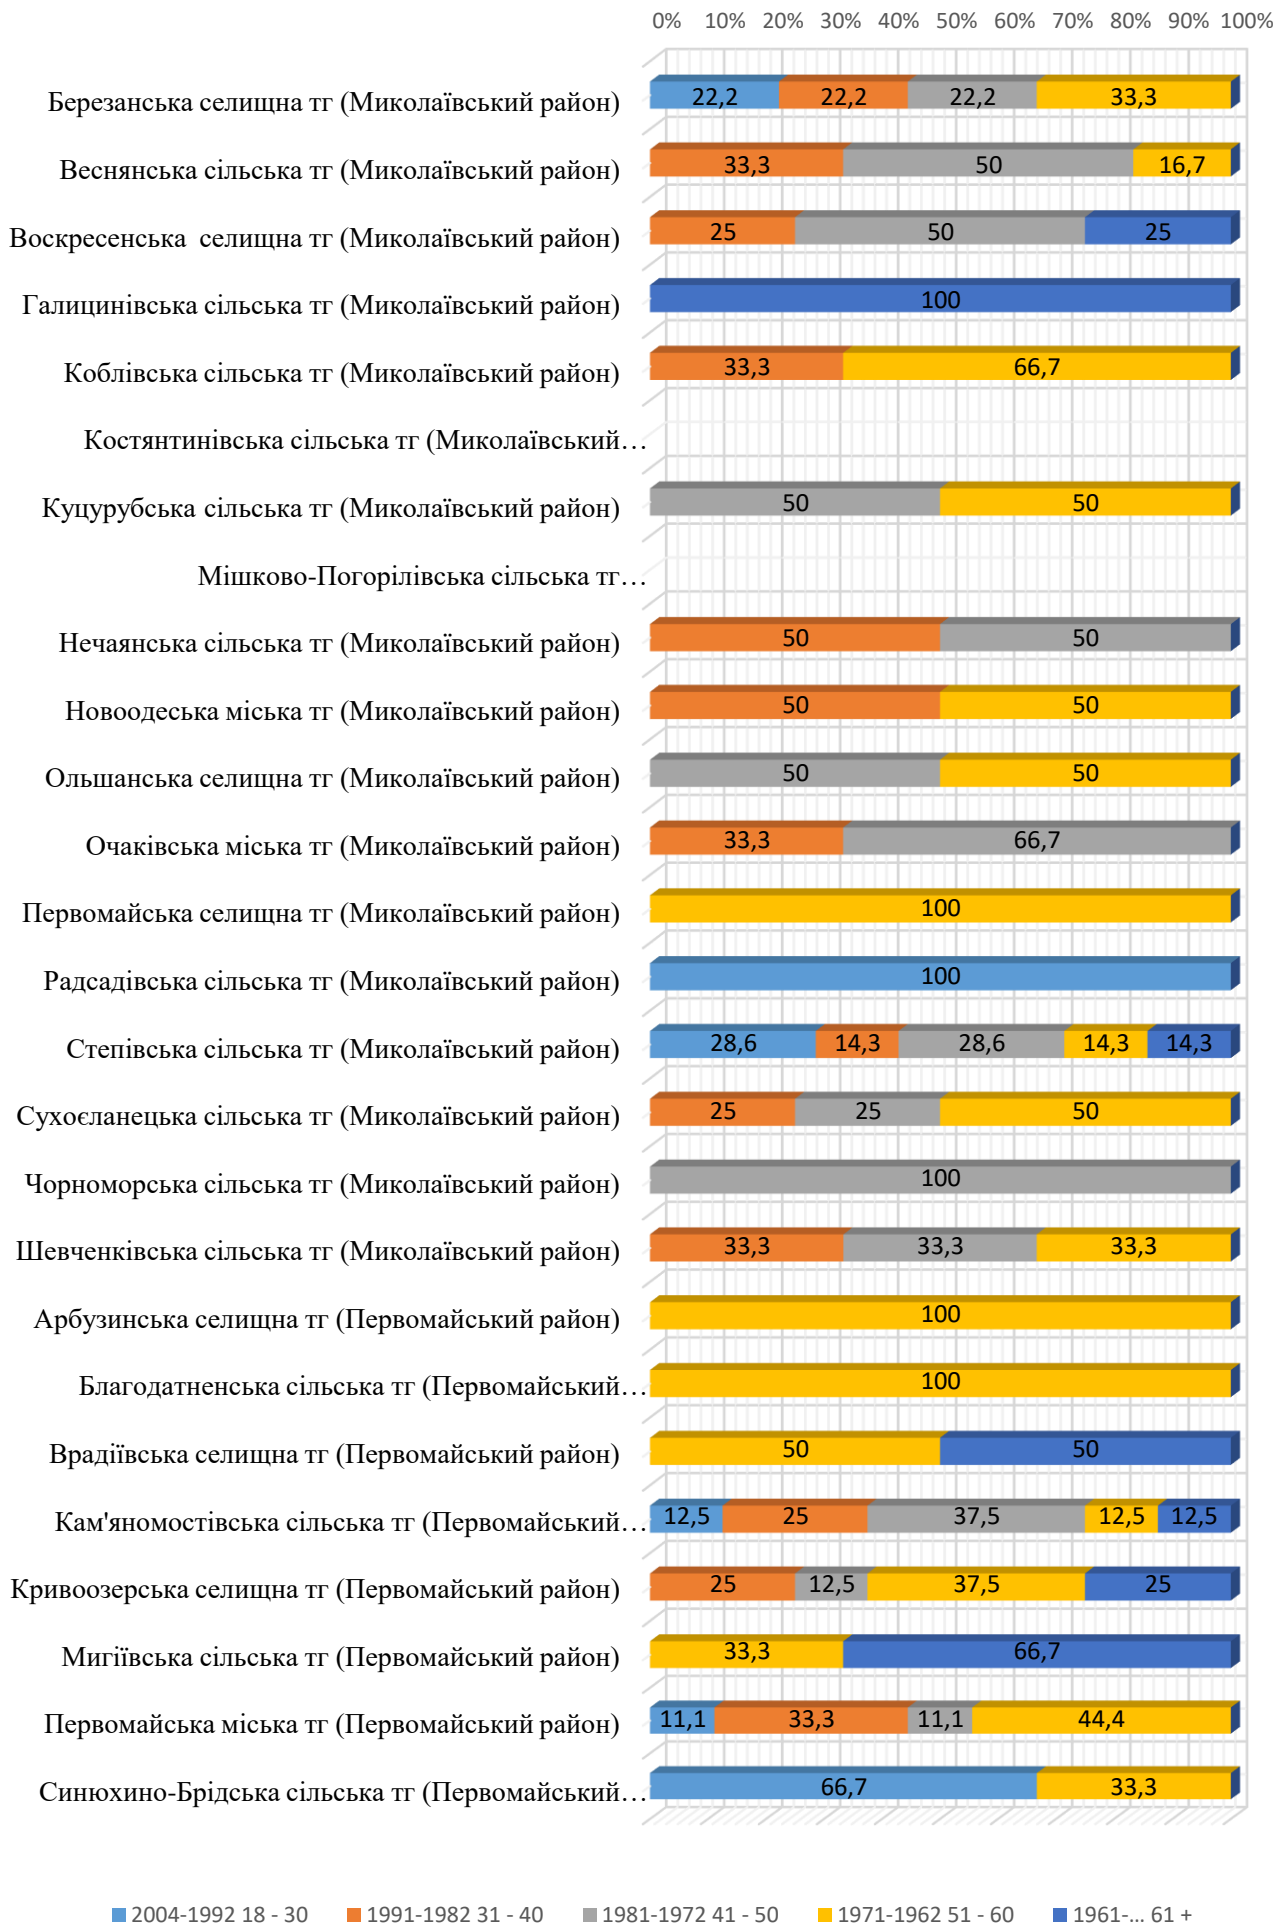 0% 10% 20% 30% 40% 50% 60% 70% 80% 90% 100%
Березанська селищна тг (Миколаївський район) 22,2 22,2 22,2 33,3
Веснянська сільська тг (Миколаївський район) 33,3 50 16,7
Воскресенська селищна тг (Миколаївський район) 25 50 25
Галицинівська сільська тг (Миколаївський район) 100
Коблівська сільська тг (Миколаївський район) 33,3 66,7
Костянтинівська сільська тг (Миколаївський…
Куцурубська сільська тг (Миколаївський район) 50 50
Мішково-Погорілівська сільська тг…
Нечаянська сільська тг (Миколаївський район) 50 50
Новоодеська міська тг (Миколаївський район) 50 50
Ольшанська селищна тг (Миколаївський район) 50 50
Очаківська міська тг (Миколаївський район) 33,3 66,7
Первомайська селищна тг (Миколаївський район) 100
Радсадівська сільська тг (Миколаївський район) 100
Степівська сільська тг (Миколаївський район) 28,6 14,3 28,6 14,3 14,3
Сухоєланецька сільська тг (Миколаївський район) 25 25 50
Чорноморська сільська тг (Миколаївський район) 100
Шевченківська сільська тг (Миколаївський район) 33,3 33,3 33,3
Арбузинська селищна тг (Первомайський район) 100
Благодатненська сільська тг (Первомайський… 100
Врадіївська селищна тг (Первомайський район) 50 50
Кам'яномостівська сільська тг (Первомайський… 12,5 25 37,5 12,5 12,5
Кривоозерська селищна тг (Первомайський район) 25 12,5 37,5 25
Мигіївська сільська тг (Первомайський район) 33,3 66,7
Первомайська міська тг (Первомайський район) 11,1 33,3 11,1 44,4
Синюхино-Брідська сільська тг (Первомайський… 66,7 33,3
2004-1992 18 - 30 1991-1982 31 - 40 1981-1972 41 - 50 1971-1962 51 - 60 1961-... 61 +